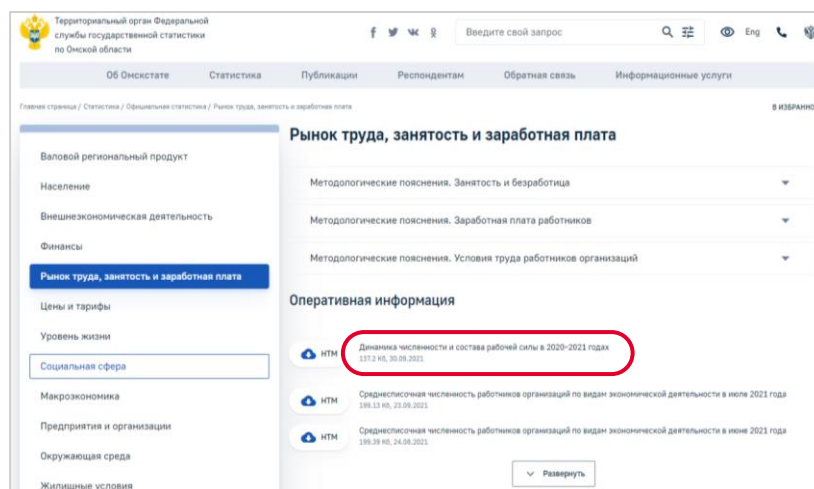 Территориальный орган Федеральной
службы государственной статистики
по Омской области
Введите свой запрос
Eng
Об Омскстате Статистика Публикации Респондентам Обратная связь Информационные услуги
Главная страница / Статистика / Официальная статистика / Рынок труда, занятость и заработная плата
В ИЗБРАННО
Рынок труда, занятость и заработная плата
Валовой региональный продукт
Население
Внешнеэкономическая деятельность
Финансы
Рынок труда, занятость и заработная плата
Цены и тарифы
Уровень жизни
Социальная сфера
Макроэкономика
Предприятия и организации
Окружающая среда
Жилищные условия
Методологические пояснения. Занятость и безработица
Методологические пояснения. Заработная плата работников
Методологические пояснения. Условия труда работников организаций
Оперативная информация
HTM
Динамика численности и состава рабочей силы в 2020-2021 годах
137.2 Кб, 30.09.2021
HTM
Среднесписочная численность работников организаций по видам экономической деятельности в июле 2021 года
199.13 Кб, 23.09.2021
HTM
Среднесписочная численность работников организаций по видам экономической деятельности в июне 2021 года
199.39 Кб, 24.08.2021
Развернуть